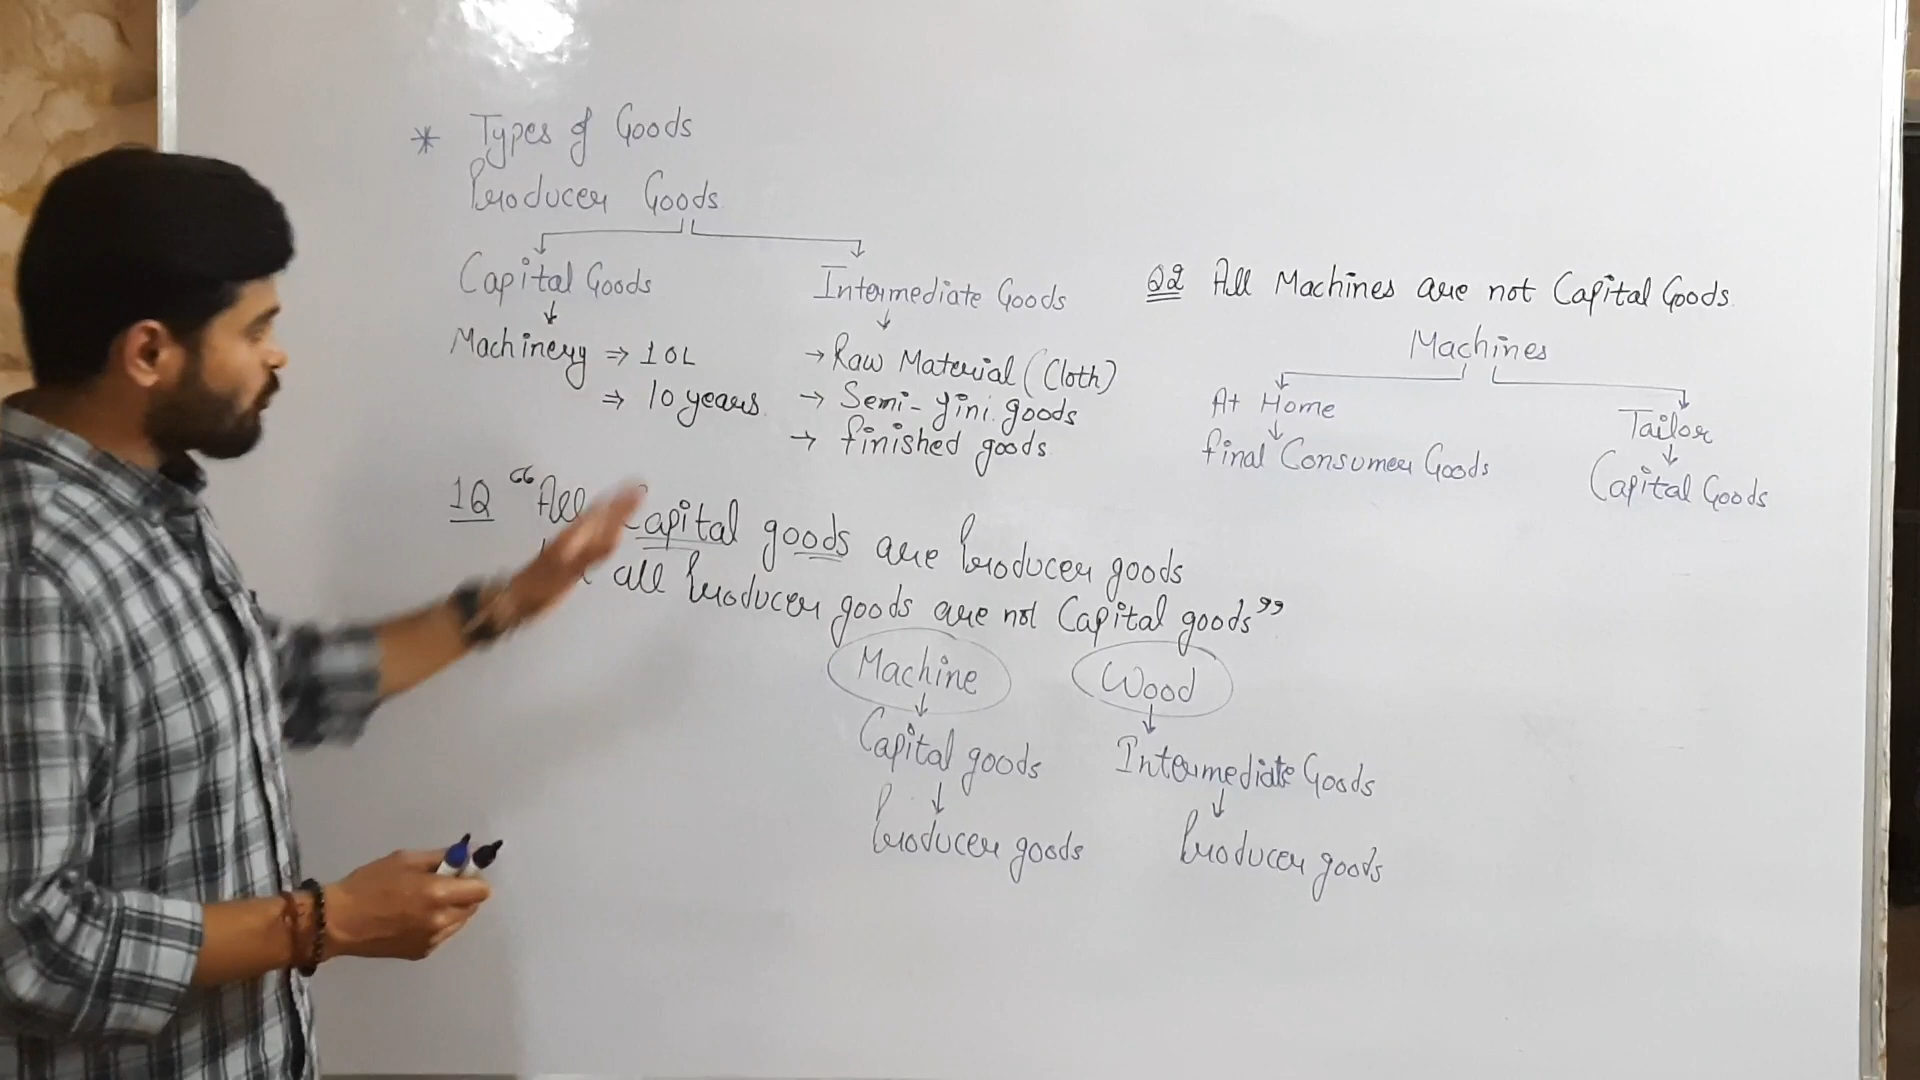 * Types of Goods
Producer Goods
Capital Goods
↓
Machinery ⇒ 10L
⇒ 10 years
Intermediate Goods
↓
→ Raw Material (Cloth)
→ Semi-fini. goods
→ finished goods
1Q "All Capital goods are Producer goods
all Producer goods are not Capital goods"
Machine
↓
Capital goods
↓
Producer goods
Wood
↓
Intermediate Goods
↓
Producer goods
Q2 All Machines are not Capital Goods.
Machines
At Home
↓
final Consumer Goods
Tailor
↓
Capital Goods